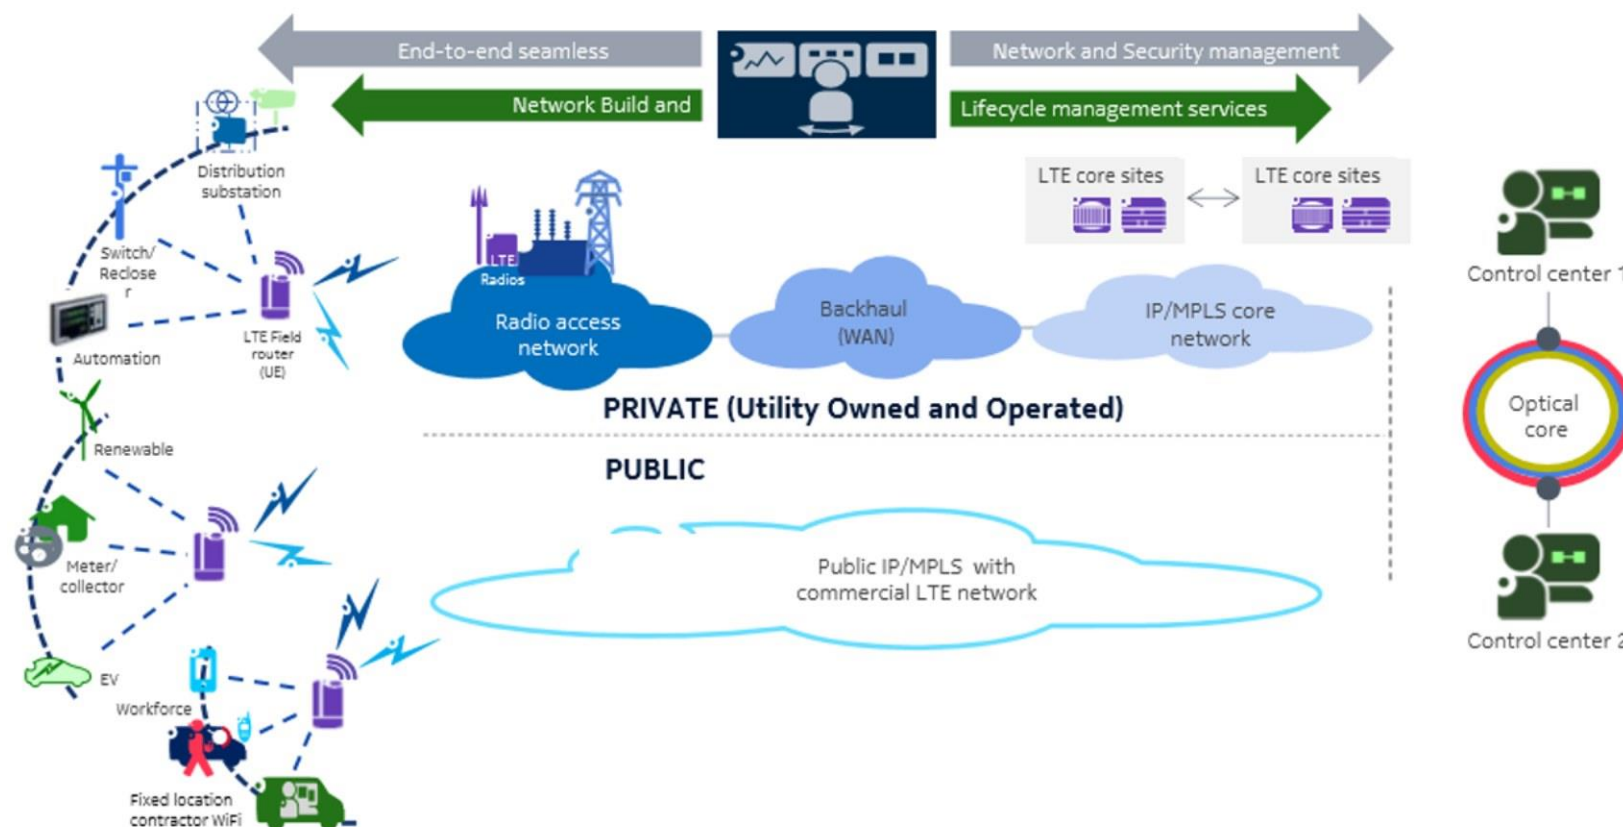 End-to-end seamless
Network and Security management
Network Build and
Lifecycle management services
Distribution
substation
Switch/
Reclose
r
Automation
LTE Field
router
(UE)
LTE
Radios
Radio access
network
Backhaul
(WAN)
IP/MPLS core
network
LTE core sites
LTE core sites
Control center 1
PRIVATE (Utility Owned and Operated)
PUBLIC
Optical
core
Renewable
Meter/
collector
Public IP/MPLS with
commercial LTE network
Control center 2
EV
Workforce
Fixed location
contractor WiFi